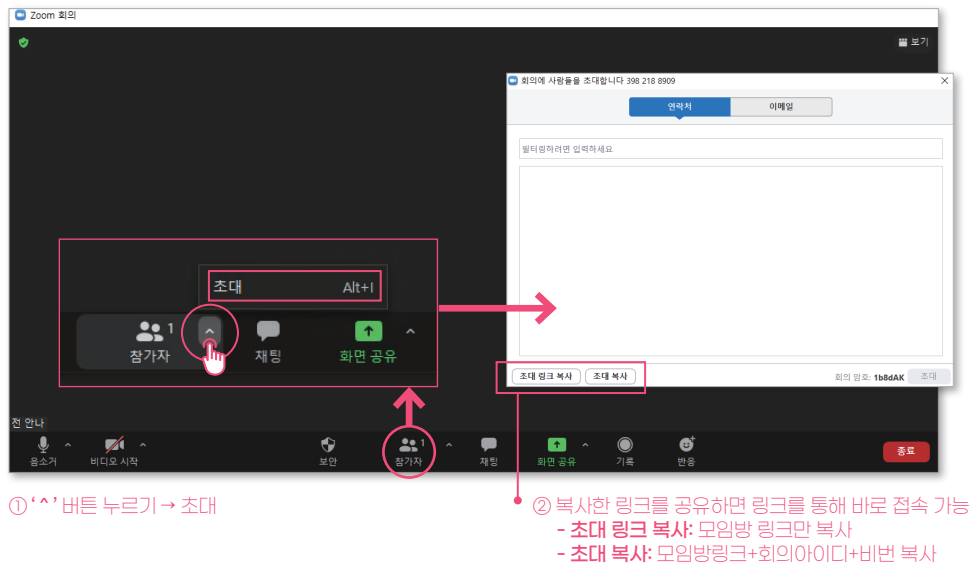 Zoom 회의
보기
회의에 사람들을 초대합니다 398 218 8909
연락처 이메일
필터링하려면 입력하세요
초대 Alt+I
1
참가자 채팅 화면 공유
초대 링크 복사 초대 복사 회의 암호: 1b8dAK 초대
전 안나
1
음소거 비디오 시작 보안 참가자 채팅 화면 공유 기록 반응 종료
① ‘ ^ ’ 버튼 누르기 → 초대
② 복사한 링크를 공유하면 링크를 통해 바로 접속 가능
- 초대 링크 복사: 모임방 링크만 복사
- 초대 복사: 모임방링크+회의아이디+비번 복사